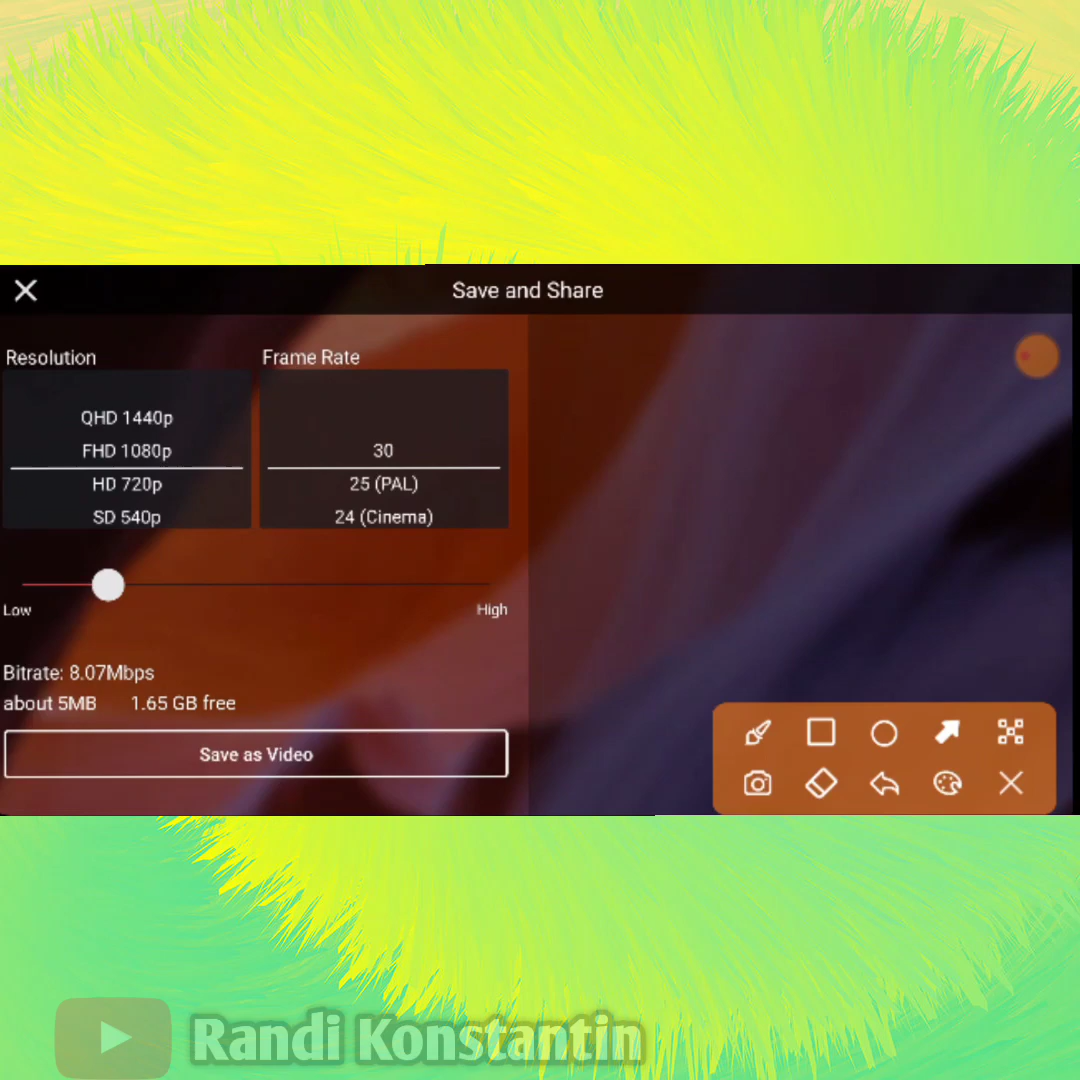 Save and Share
Resolution
Frame Rate
QHD 1440p
FHD 1080p
HD 720p
SD 540p
30
25 (PAL)
24 (Cinema)
Low
High
Bitrate: 8.07Mbps
about 5MB 1.65 GB free
Save as Video
Randi Konstantin